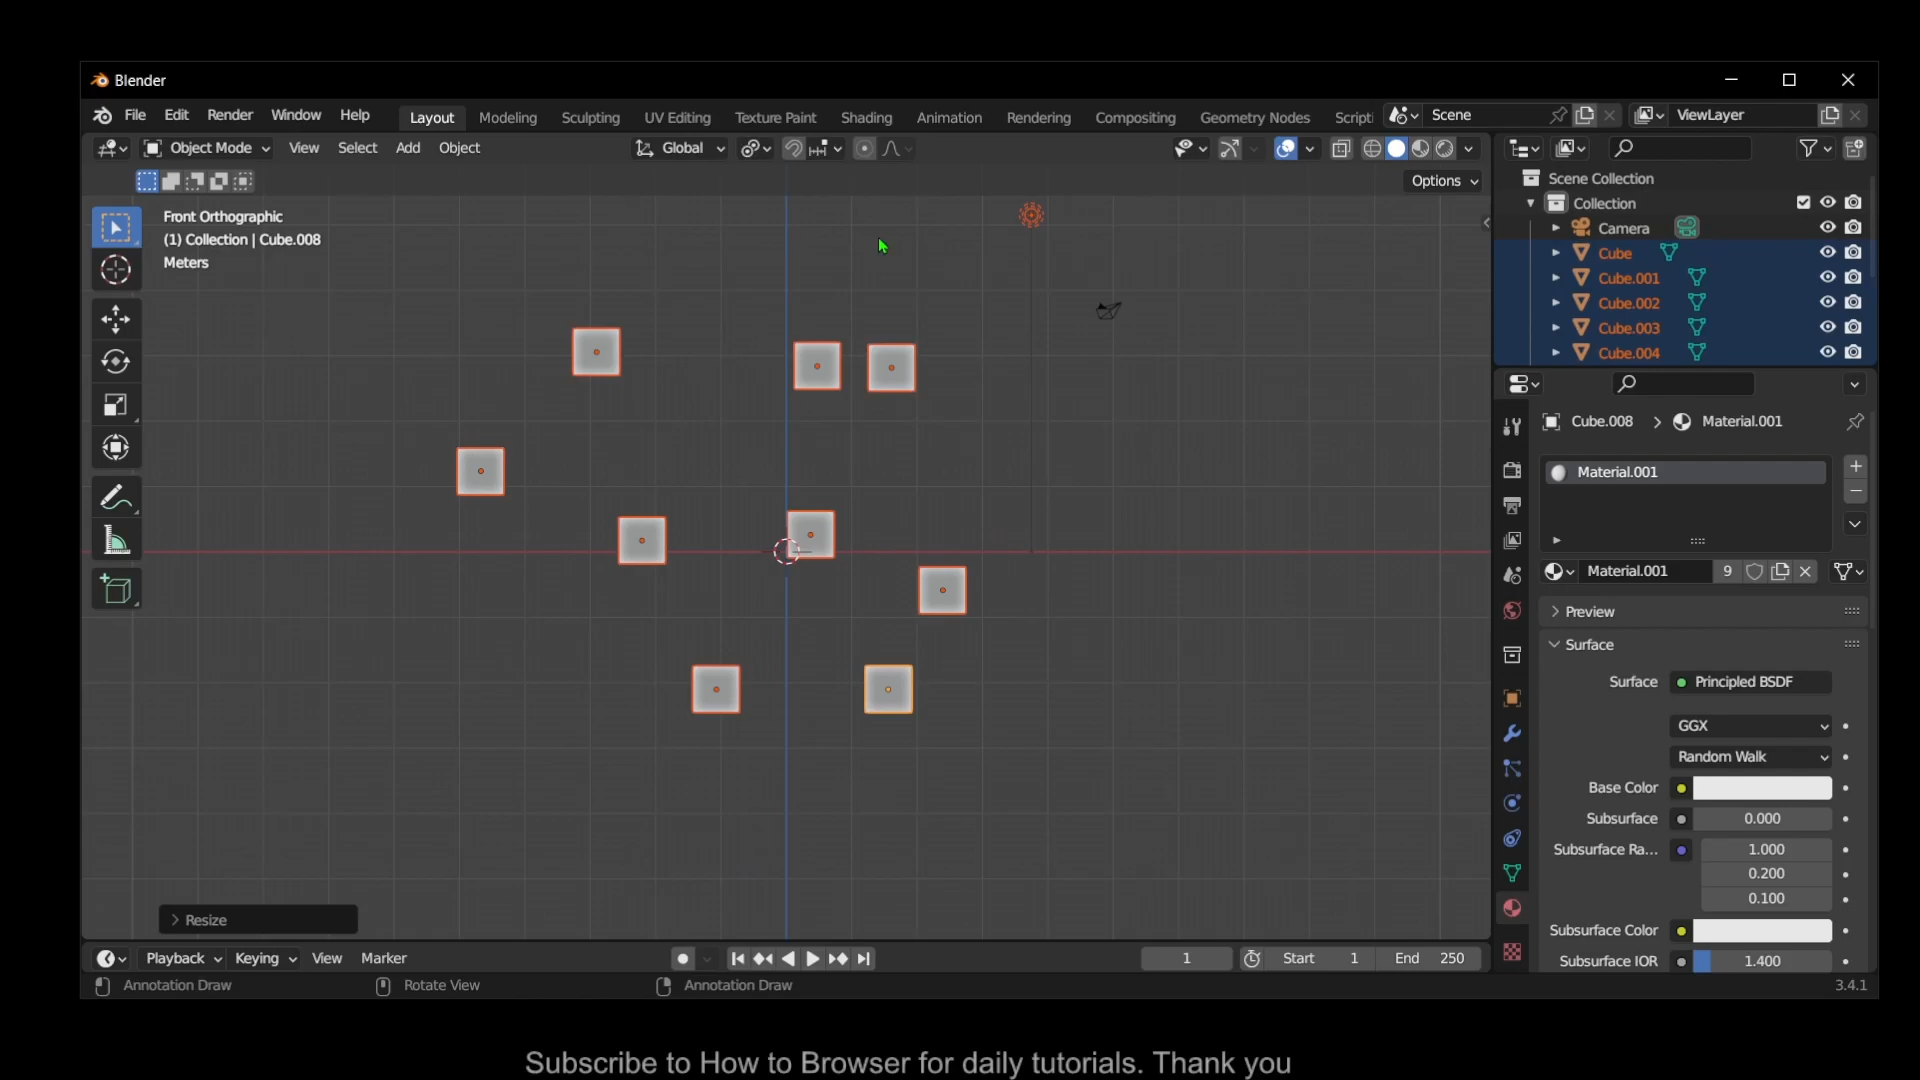 Blender
File Edit Render Window Help Layout Modeling Sculpting UV Editing Texture Paint Shading Animation Rendering Compositing Geometry Nodes Scripti Scene ViewLayer
Object Mode View Select Add Object Global
Options
Front Orthographic
(1) Collection | Cube.008
Meters
Scene Collection
Collection
Camera
Cube
Cube.001
Cube.002
Cube.003
Cube.004
Cube.008 Material.001
Material.001
Material.001 9
Preview
Surface
Surface Principled BSDF
GGX
Random Walk
Base Color
Subsurface 0.000
Subsurface Ra... 1.000
0.200
0.100
Subsurface Color
Subsurface IOR 1.400
Resize
Playback Keying View Marker 1 Start 1 End 250
Annotation Draw Rotate View Annotation Draw 3.4.1
Subscribe to How to Browser for daily tutorials. Thank you